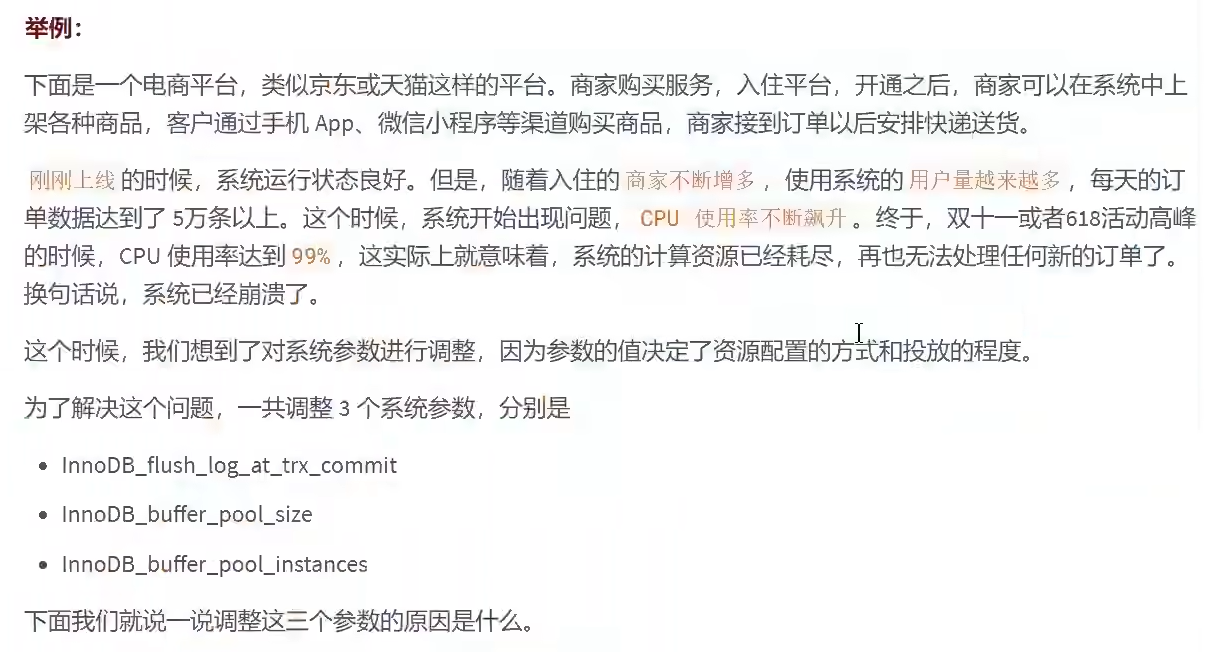 举例：
下面是一个电商平台，类似京东或天猫这样的平台。商家购买服务，入住平台，开通之后，商家可以在系统中上
架各种商品，客户通过手机 App、微信小程序等渠道购买商品，商家接到订单以后安排快递送货。
刚刚上线 的时候，系统运行状态良好。但是，随着入住的 商家不断增多 ，使用系统的 用户量越来越多 ，每天的订
单数据达到了 5万条以上。这个时候，系统开始出现问题， CPU 使用率不断飙升 。终于，双十一或者618活动高峰
的时候，CPU 使用率达到 99% ，这实际上就意味着，系统的计算资源已经耗尽，再也无法处理任何新的订单了。
换句话说，系统已经崩溃了。
这个时候，我们想到了对系统参数进行调整，因为参数的值决定了资源配置的方式和投放的程度。
为了解决这个问题，一共调整 3 个系统参数，分别是
• InnoDB_flush_log_at_trx_commit
• InnoDB_buffer_pool_size
• InnoDB_buffer_pool_instances
下面我们就说一说调整这三个参数的原因是什么。